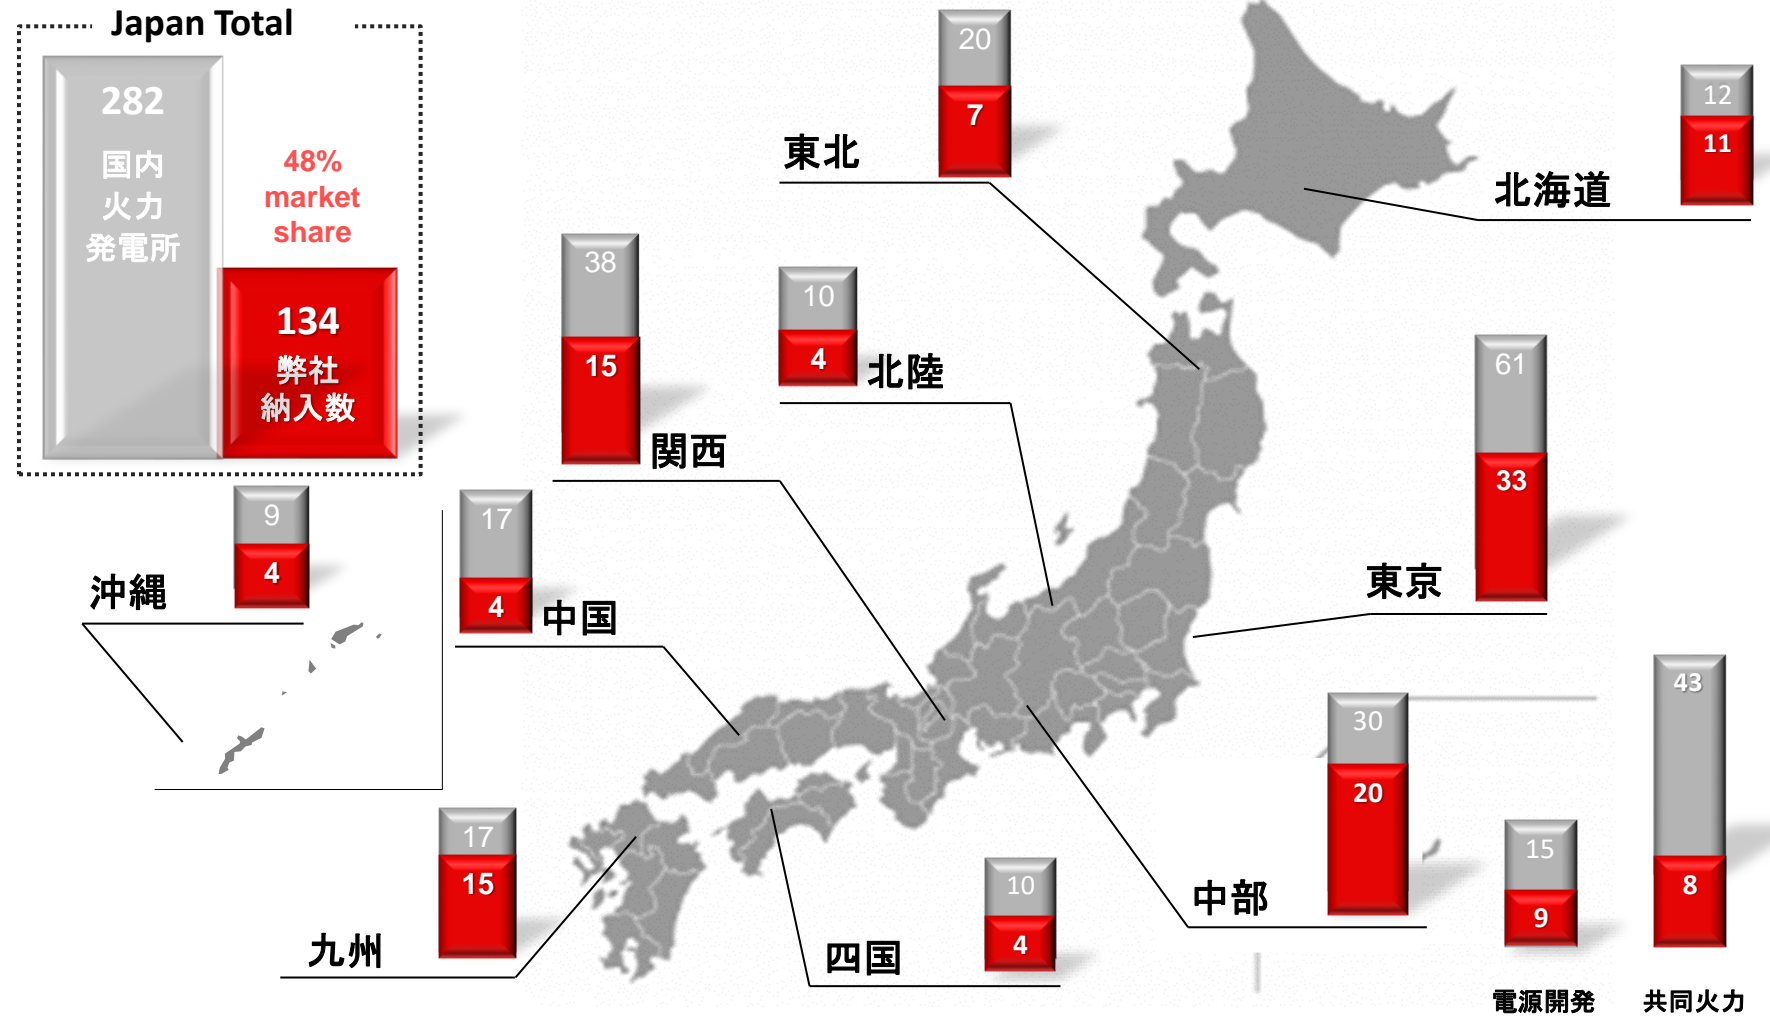 Japan Total
282
国内
火力
発電所
48%
market
share
134
弊社
納入数
20
7
東北
12
11
北海道
38
15
関西
10
4
北陸
61
33
東京
9
4
沖縄
17
4
中国
30
20
中部
43
8
共同火力
15
9
電源開発
17
15
九州
10
4
四国